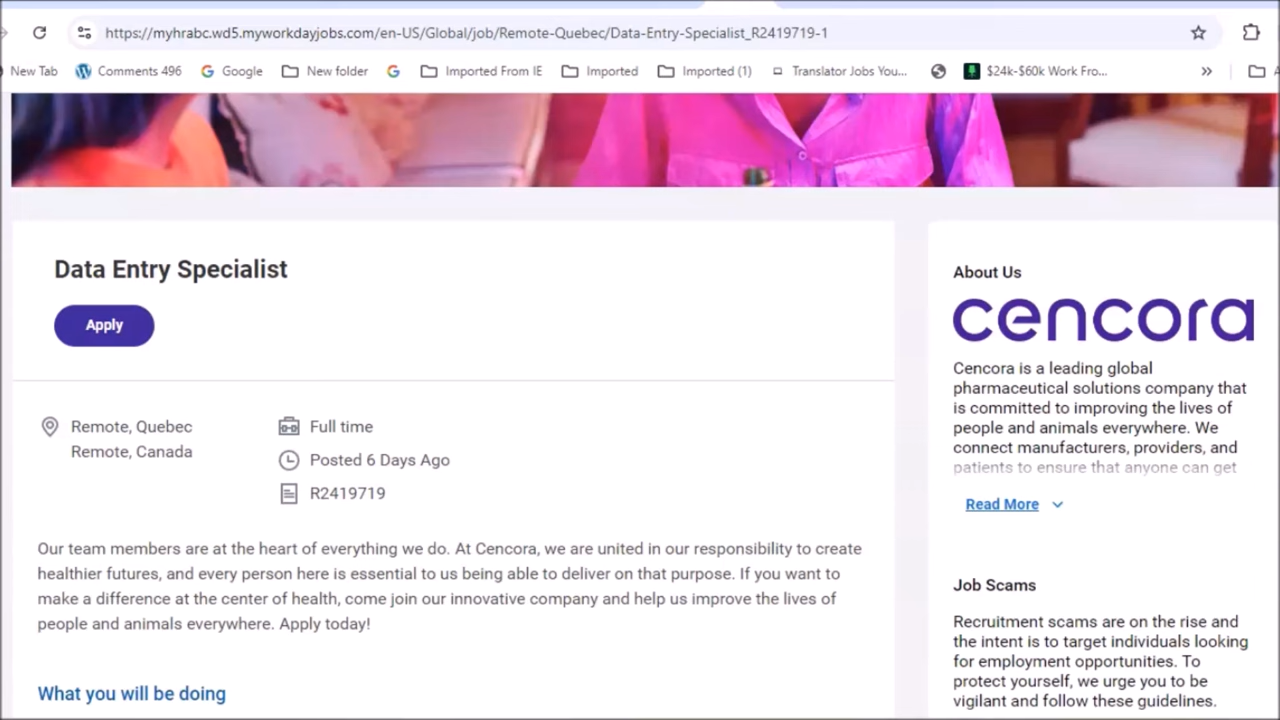 https://myhrabc.wd5.myworkdayjobs.com/en-US/Global/job/Remote-Quebec/Data-Entry-Specialist_R2419719-1
New Tab Comments 496 Google New folder Imported From IE Imported Imported (1) Translator Jobs You... $24k-$60k Work Fro...
Data Entry Specialist
Apply
Remote, Quebec
Remote, Canada
Full time
Posted 6 Days Ago
R2419719
Our team members are at the heart of everything we do. At Cencora, we are united in our responsibility to create
healthier futures, and every person here is essential to us being able to deliver on that purpose. If you want to
make a difference at the center of health, come join our innovative company and help us improve the lives of
people and animals everywhere. Apply today!
What you will be doing
About Us
cencora
Cencora is a leading global
pharmaceutical solutions company that
is committed to improving the lives of
people and animals everywhere. We
connect manufacturers, providers, and
patients to ensure that anyone can get
Read More
Job Scams
Recruitment scams are on the rise and
the intent is to target individuals looking
for employment opportunities. To
protect yourself, we urge you to be
vigilant and follow these guidelines.